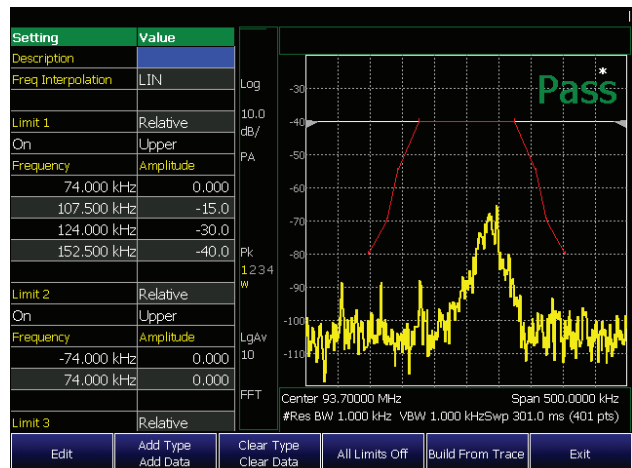 Setting Value
Description
Freq Interpolation LIN
Limit 1 Relative
On Upper
Frequency Amplitude
74.000 kHz 0.000
107.500 kHz -15.0
124.000 kHz -30.0
152.500 kHz -40.0
Limit 2 Relative
On Upper
Frequency Amplitude
-74.000 kHz 0.000
74.000 kHz 0.000
Limit 3 Relative
Log
10.0
dB/
PA
Pk
1234
W
LgAv
10
FFT
Pass*
-30
-40
-50
-60
-70
-80
-90
-100
-110
Center 93.70000 MHz Span 500.0000 kHz
#Res BW 1.000 kHz VBW 1.000 kHzSwp 301.0 ms (401 pts)
Edit
Add Type
Add Data
Clear Type
Clear Data
All Limits Off
Build From Trace
Exit